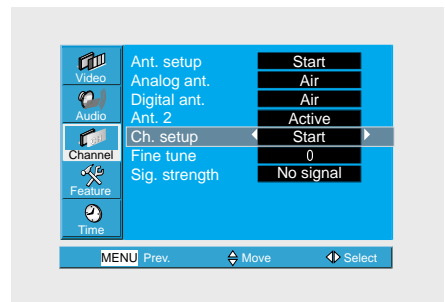 Video
Audio
Channel
Feature
Time
Ant. setup Start
Analog ant. Air
Digital ant. Air
Ant. 2 Active
Ch. setup Start
Fine tune 0
Sig. strength No signal
MENU Prev. Move Select